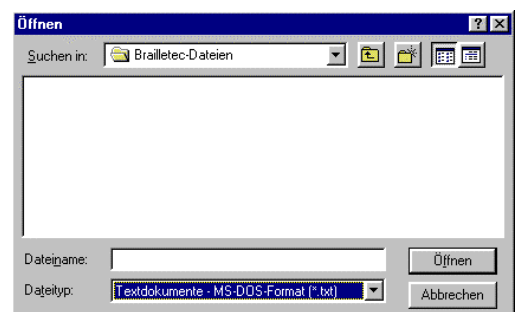 Öffnen
Suchen in: Brailletec-Dateien
Dateiname: Öffnen
Dateityp: Textdokumente - MS-DOS-Format (*.txt) Abbrechen